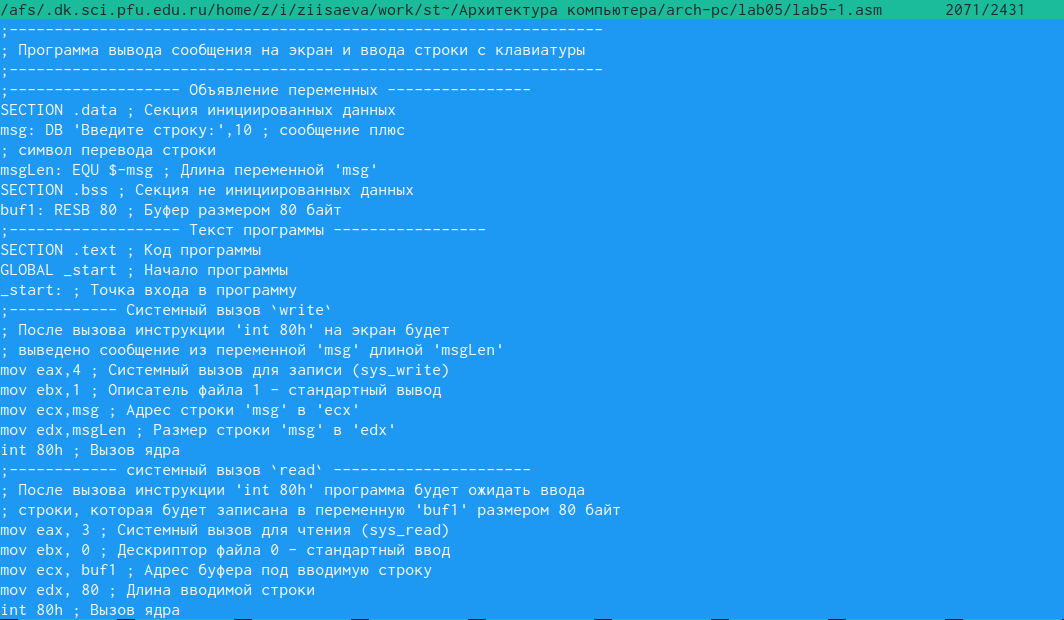 /afs/.dk.sci.pfu.edu.ru/home/z/i/ziisaeva/work/st~/Архитектура компьютера/arch-pc/lab05/lab5-1.asm 2071/2431
;------------------------------------------------------------------
; Программа вывода сообщения на экран и ввода строки с клавиатуры
;------------------------------------------------------------------
;------------------- Объявление переменных ----------------
SECTION .data ; Секция инициированных данных
msg: DB 'Введите строку:',10 ; сообщение плюс
; символ перевода строки
msgLen: EQU $-msg ; Длина переменной 'msg'
SECTION .bss ; Секция не инициированных данных
buf1: RESB 80 ; Буфер размером 80 байт
;------------------- Текст программы -----------------
SECTION .text ; Код программы
GLOBAL _start ; Начало программы
_start: ; Точка входа в программу
;------------ Системный вызов `write`
; После вызова инструкции 'int 80h' на экран будет
; выведено сообщение из переменной 'msg' длиной 'msgLen'
mov eax,4 ; Системный вызов для записи (sys_write)
mov ebx,1 ; Описатель файла 1 - стандартный вывод
mov ecx,msg ; Адрес строки 'msg' в 'ecx'
mov edx,msgLen ; Размер строки 'msg' в 'edx'
int 80h ; Вызов ядра
;------------ системный вызов `read` ----------------------
; После вызова инструкции 'int 80h' программа будет ожидать ввода
; строки, которая будет записана в переменную 'buf1' размером 80 байт
mov eax, 3 ; Системный вызов для чтения (sys_read)
mov ebx, 0 ; Дескриптор файла 0 - стандартный ввод
mov ecx, buf1 ; Адрес буфера под вводимую строку
mov edx, 80 ; Длина вводимой строки
int 80h ; Вызов ядра